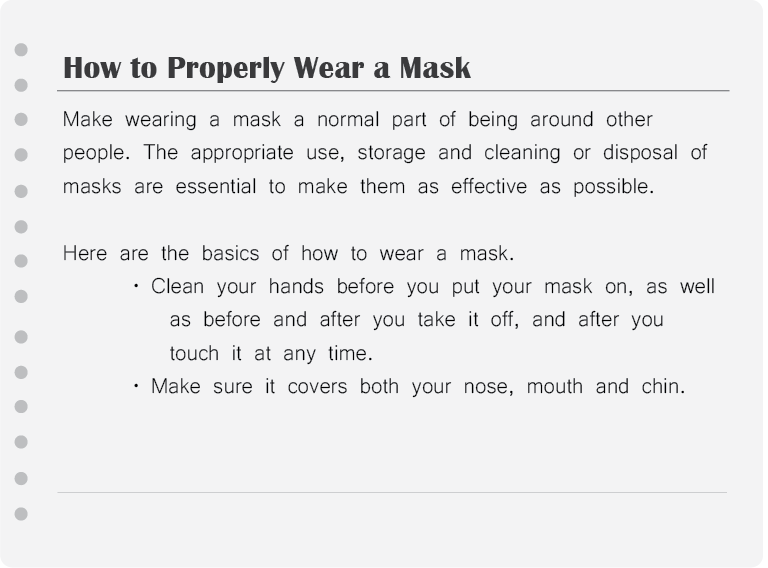 How to Properly Wear a Mask
Make wearing a mask a normal part of being around other
people. The appropriate use, storage and cleaning or disposal of
masks are essential to make them as effective as possible.
Here are the basics of how to wear a mask.
· Clean your hands before you put your mask on, as well
as before and after you take it off, and after you
touch it at any time.
· Make sure it covers both your nose, mouth and chin.